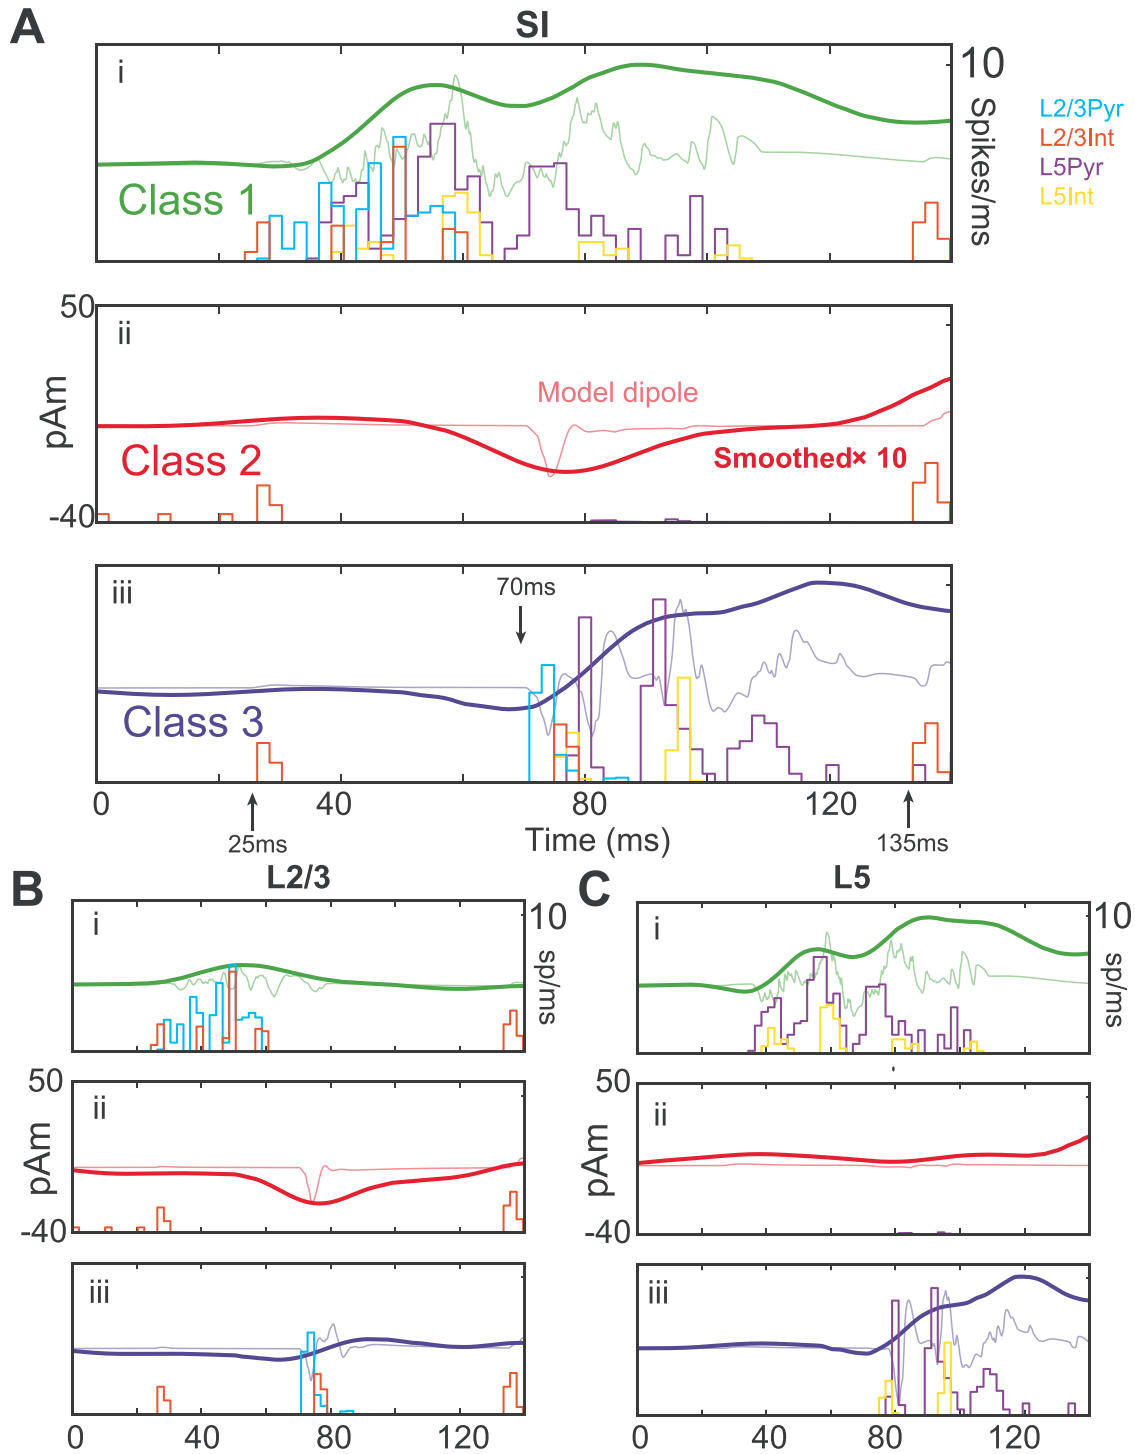 A
SI
i
10
Spikes/ms
L2/3Pyr
L2/3Int
L5Pyr
L5Int
Class 1
50
ii
pAm
Model dipole
Class 2
Smoothed× 10
-40
iii
70ms
Class 3
0
40
80
120
25ms
Time (ms)
135ms
B
L2/3
i
10
sp/ms
50
ii
pAm
-40
iii
0
40
80
120
C
L5
i
10
sp/ms
50
ii
pAm
-40
iii
0
40
80
120